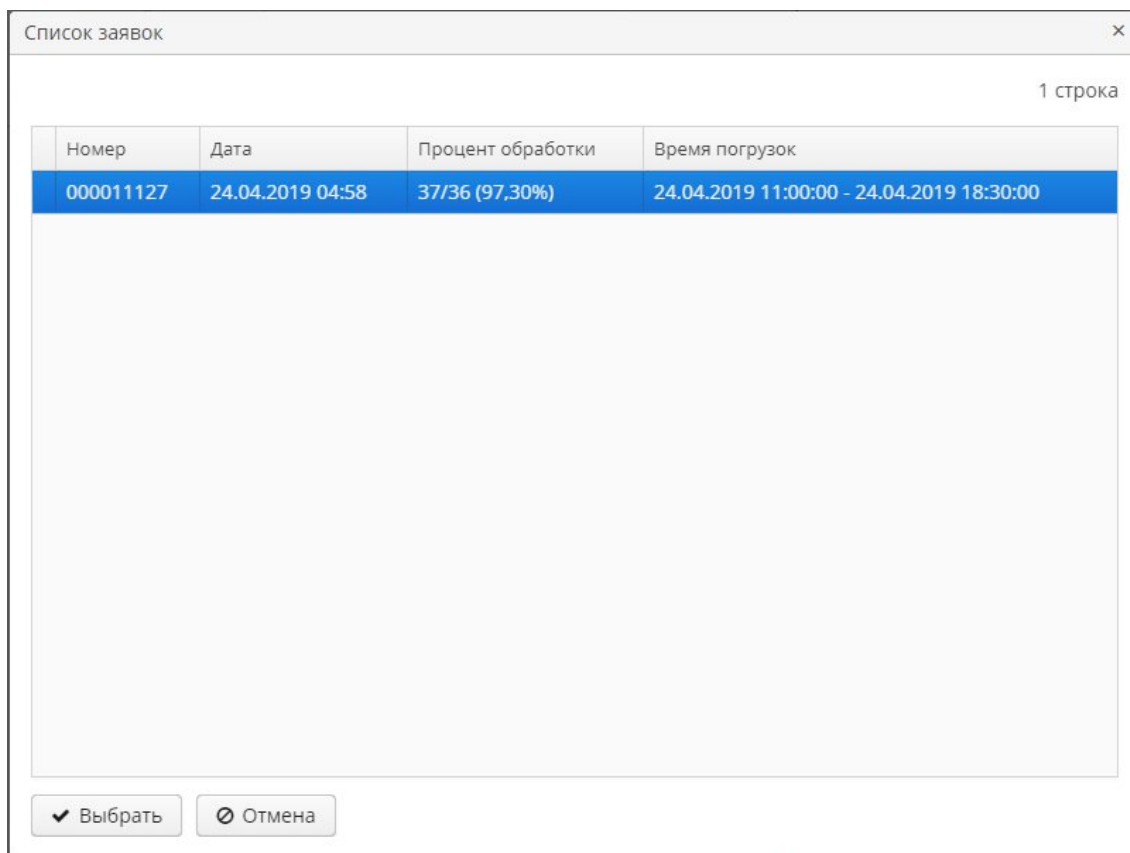 Список заявок
1 строка
Номер Дата Процент обработки Время погрузок
000011127 24.04.2019 04:58 37/36 (97,30%) 24.04.2019 11:00:00 - 24.04.2019 18:30:00
Выбрать Отмена